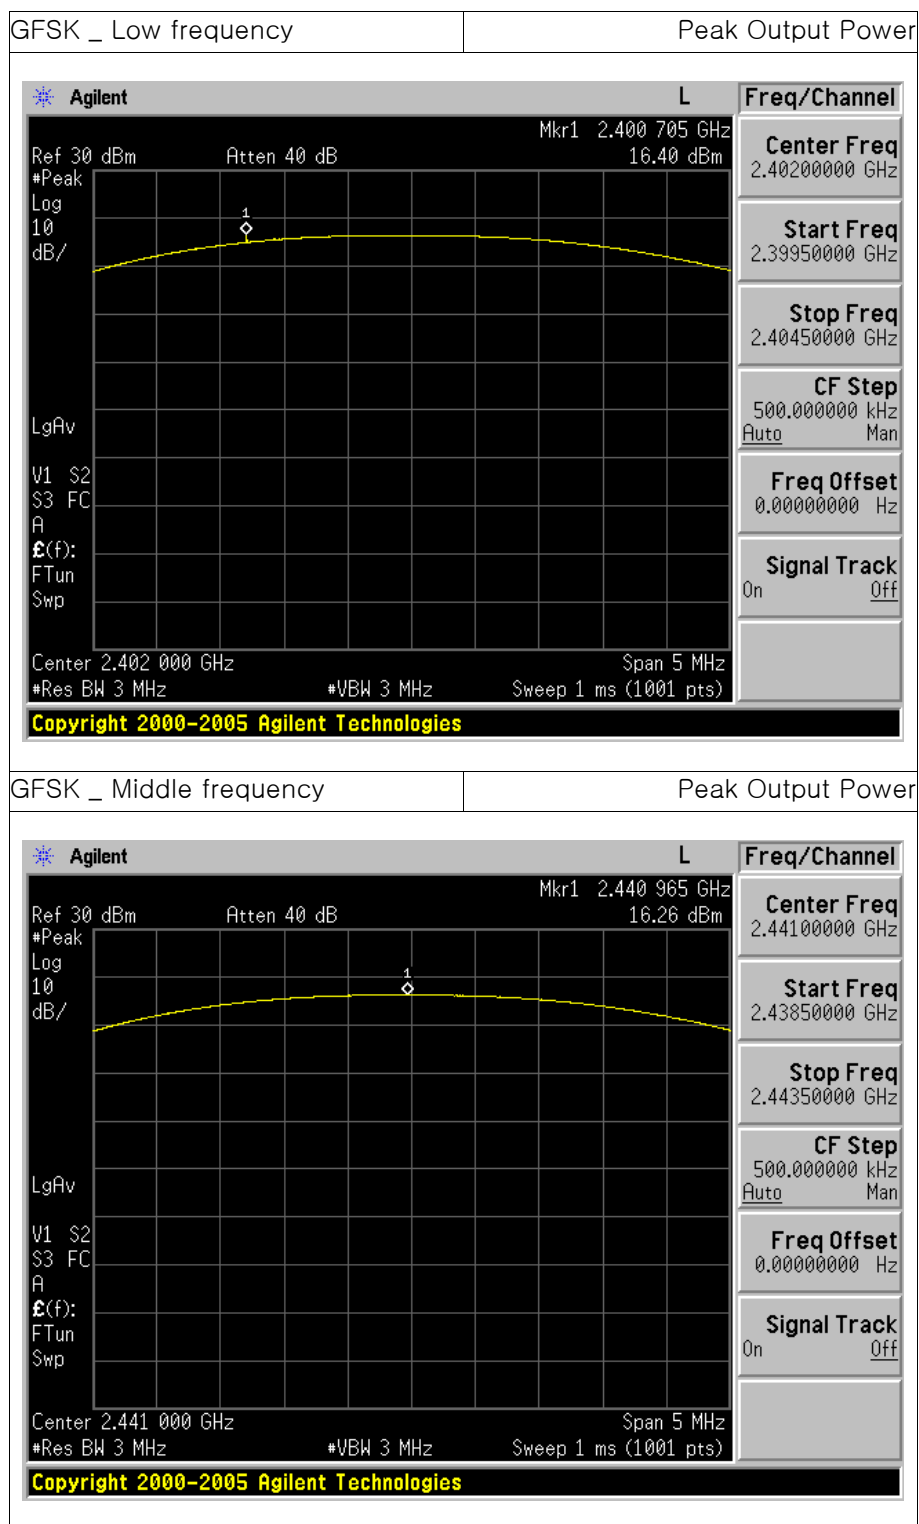 GFSK _ Low frequency Peak Output Power
Agilent L Freq/Channel
Mkr1 2.400 705 GHz
Ref 30 dBm Atten 40 dB 16.40 dBm
#Peak
Log
10
dB/
1
LgAv
V1 S2
S3 FC
A
£(f):
FTun
Swp
Center 2.402 000 GHz Span 5 MHz
#Res BW 3 MHz #VBW 3 MHz Sweep 1 ms (1001 pts)
Copyright 2000-2005 Agilent Technologies
Center Freq
2.40200000 GHz
Start Freq
2.39950000 GHz
Stop Freq
2.40450000 GHz
CF Step
500.000000 kHz
Auto Man
Freq Offset
0.00000000 Hz
Signal Track
On Off
GFSK _ Middle frequency Peak Output Power
Agilent L Freq/Channel
Mkr1 2.440 965 GHz
Ref 30 dBm Atten 40 dB 16.26 dBm
#Peak
Log
10
dB/
1
LgAv
V1 S2
S3 FC
A
£(f):
FTun
Swp
Center 2.441 000 GHz Span 5 MHz
#Res BW 3 MHz #VBW 3 MHz Sweep 1 ms (1001 pts)
Copyright 2000-2005 Agilent Technologies
Center Freq
2.44100000 GHz
Start Freq
2.43850000 GHz
Stop Freq
2.44350000 GHz
CF Step
500.000000 kHz
Auto Man
Freq Offset
0.00000000 Hz
Signal Track
On Off